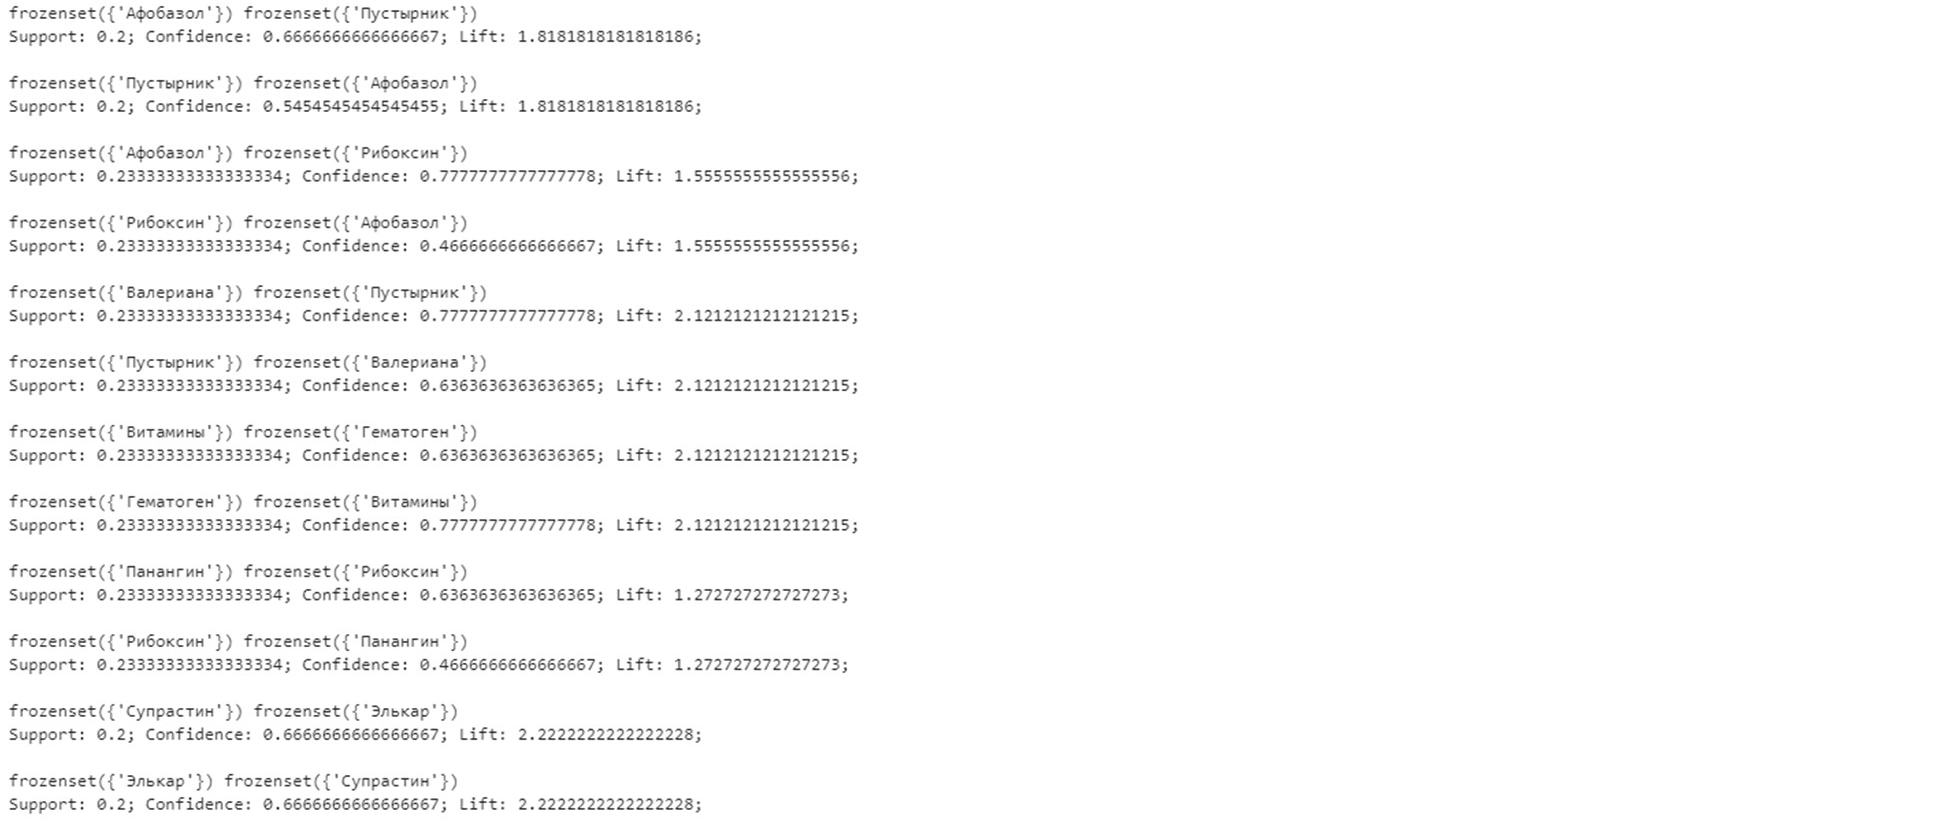 frozenset({'Афобазол'}) frozenset({'Пустырник'})
Support: 0.2; Confidence: 0.6666666666666667; Lift: 1.8181818181818186;
frozenset({'Пустырник'}) frozenset({'Афобазол'})
Support: 0.2; Confidence: 0.5454545454545455; Lift: 1.8181818181818186;
frozenset({'Афобазол'}) frozenset({'Рибоксин'})
Support: 0.23333333333333334; Confidence: 0.7777777777777778; Lift: 1.5555555555555556;
frozenset({'Рибоксин'}) frozenset({'Афобазол'})
Support: 0.23333333333333334; Confidence: 0.4666666666666667; Lift: 1.5555555555555556;
frozenset({'Валериана'}) frozenset({'Пустырник'})
Support: 0.23333333333333334; Confidence: 0.7777777777777778; Lift: 2.1212121212121215;
frozenset({'Пустырник'}) frozenset({'Валериана'})
Support: 0.23333333333333334; Confidence: 0.6363636363636365; Lift: 2.1212121212121215;
frozenset({'Витамины'}) frozenset({'Гематоген'})
Support: 0.23333333333333334; Confidence: 0.6363636363636365; Lift: 2.1212121212121215;
frozenset({'Гематоген'}) frozenset({'Витамины'})
Support: 0.23333333333333334; Confidence: 0.7777777777777778; Lift: 2.1212121212121215;
frozenset({'Панангин'}) frozenset({'Рибоксин'})
Support: 0.23333333333333334; Confidence: 0.6363636363636365; Lift: 1.272727272727273;
frozenset({'Рибоксин'}) frozenset({'Панангин'})
Support: 0.23333333333333334; Confidence: 0.4666666666666667; Lift: 1.272727272727273;
frozenset({'Супрастин'}) frozenset({'Элькар'})
Support: 0.2; Confidence: 0.6666666666666667; Lift: 2.2222222222222228;
frozenset({'Элькар'}) frozenset({'Супрастин'})
Support: 0.2; Confidence: 0.6666666666666667; Lift: 2.2222222222222228;